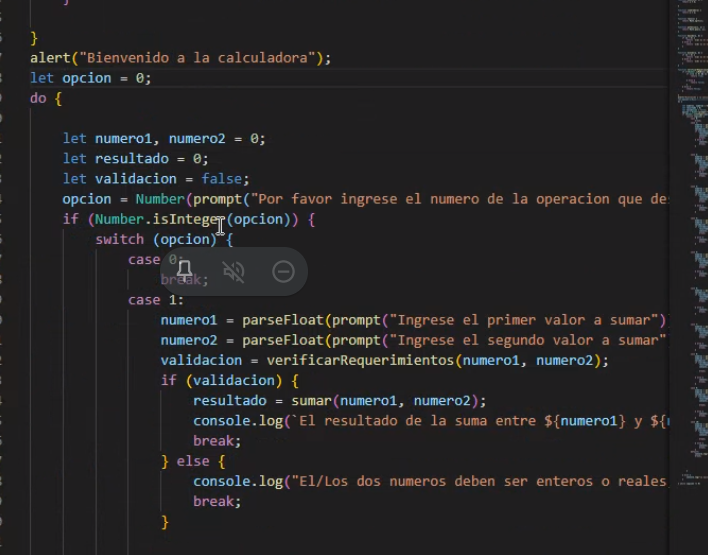 }
}
alert("Bienvenido a la calculadora");
let opcion = 0;
do {
let numero1, numero2 = 0;
let resultado = 0;
let validacion = false;
opcion = Number(prompt("Por favor ingrese el numero de la operacion que de
if (Number.isInteger(opcion)) {
switch (opcion) {
case 0:
break;
case 1:
numero1 = parseFloat(prompt("Ingrese el primer valor a sumar")
numero2 = parseFloat(prompt("Ingrese el segundo valor a sumar"
validacion = verificarRequerimientos(numero1, numero2);
if (validacion) {
resultado = sumar(numero1, numero2);
console.log(`El resultado de la suma entre ${numero1} y ${
break;
} else {
console.log("El/Los dos numeros deben ser enteros o reales
break;
}